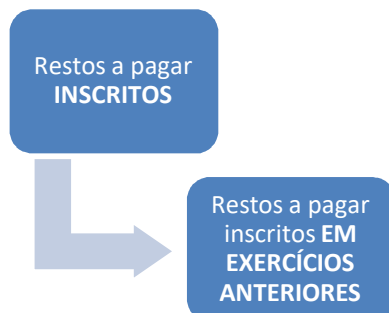 Restos a pagar
INSCRITOS
Restos a pagar
inscritos EM
EXERCÍCIOS
ANTERIORES